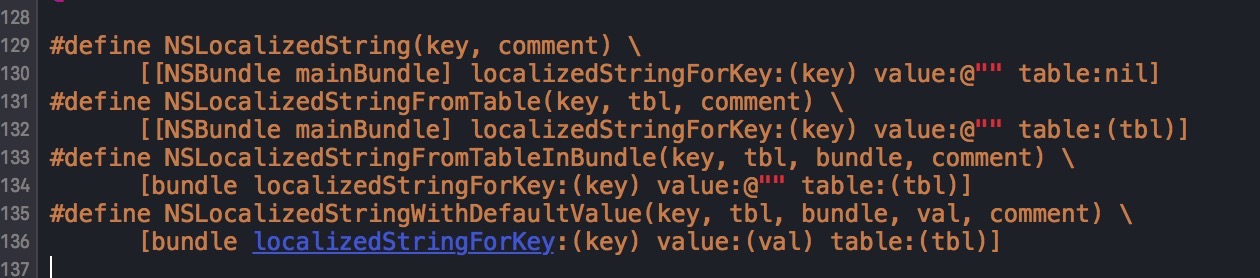 128
129 #define NSLocalizedString(key, comment) \
130 [[NSBundle mainBundle] localizedStringForKey:(key) value:@"" table:nil]
131 #define NSLocalizedStringFromTable(key, tbl, comment) \
132 [[NSBundle mainBundle] localizedStringForKey:(key) value:@"" table:(tbl)]
133 #define NSLocalizedStringFromTableInBundle(key, tbl, bundle, comment) \
134 [bundle localizedStringForKey:(key) value:@"" table:(tbl)]
135 #define NSLocalizedStringWithDefaultValue(key, tbl, bundle, val, comment) \
136 [bundle localizedStringForKey:(key) value:(val) table:(tbl)]
137